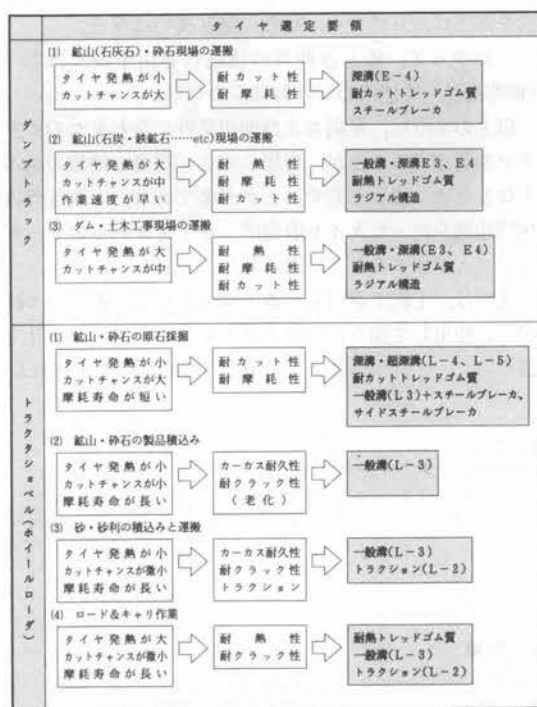 タイヤ選定要領
ダンプトラック
(1) 鉱山(石灰石)・砕石現場の運搬
タイヤ発熱が小
カットチャンスが大
耐カット性
耐摩耗性
深溝(E-4)
耐カットトレッドゴム質
スチールブレーカ
(2) 鉱山(石炭・鉄鉱石……etc)現場の運搬
タイヤ発熱が大
カットチャンスが中
作業速度が早い
耐熱性
耐摩耗性
耐カット性
一般溝・深溝E3、E4
耐熱トレッドゴム質
ラジアル構造
(3) ダム・土木工事現場の運搬
タイヤ発熱が大
カットチャンスが中
耐熱性
耐摩耗性
耐カット性
一般溝・深溝(E3、E4)
耐熱トレッドゴム質
ラジアル構造
トラクタショベル(ホイールローダ)
(1) 鉱山・砕石の原石採掘
タイヤ発熱が小
カットチャンスが大
摩耗寿命が短い
耐カット性
耐摩耗性
深溝・超深溝(L-4、L-5)
耐カットトレッドゴム質
一般溝(L3)+スチールブレーカ、
サイドスチールブレーカ
(2) 鉱山・砕石の製品積込み
タイヤ発熱が小
カットチャンスが小
摩耗寿命が長い
カーカス耐久性
耐クラック性
(老化)
一般溝(L-3)
(3) 砂・砂利の積込みと運搬
タイヤ発熱が小
カットチャンスが微小
摩耗寿命が長い
カーカス耐久性
耐クラック性
トラクション
一般溝(L-3)
トラクション(L-2)
(4) ロード&キャリ作業
タイヤ発熱が大
カットチャンスが微小
摩耗寿命が長い
耐熱性
耐クラック性
耐熱トレッドゴム質
一般溝(L-3)
トラクション(L-2)